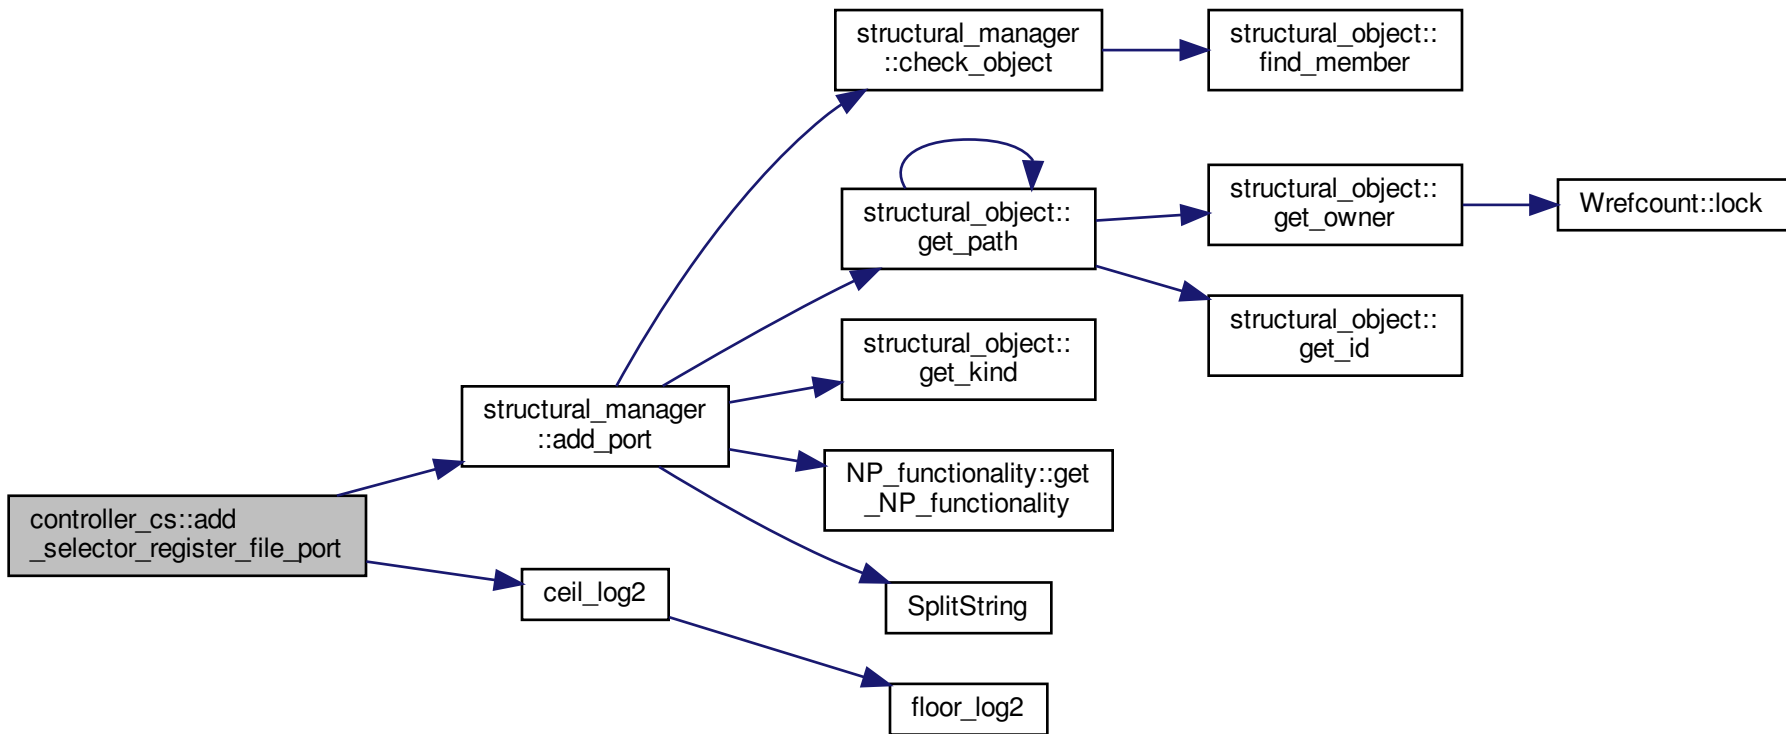 structural_manager
::check_object
structural_object::
find_member
structural_object::
get_path
structural_object::
get_owner
Wrefcount::lock
structural_object::
get_id
structural_object::
get_kind
structural_manager
::add_port
NP_functionality::get
_NP_functionality
controller_cs::add
_selector_register_file_port
ceil_log2
SplitString
floor_log2